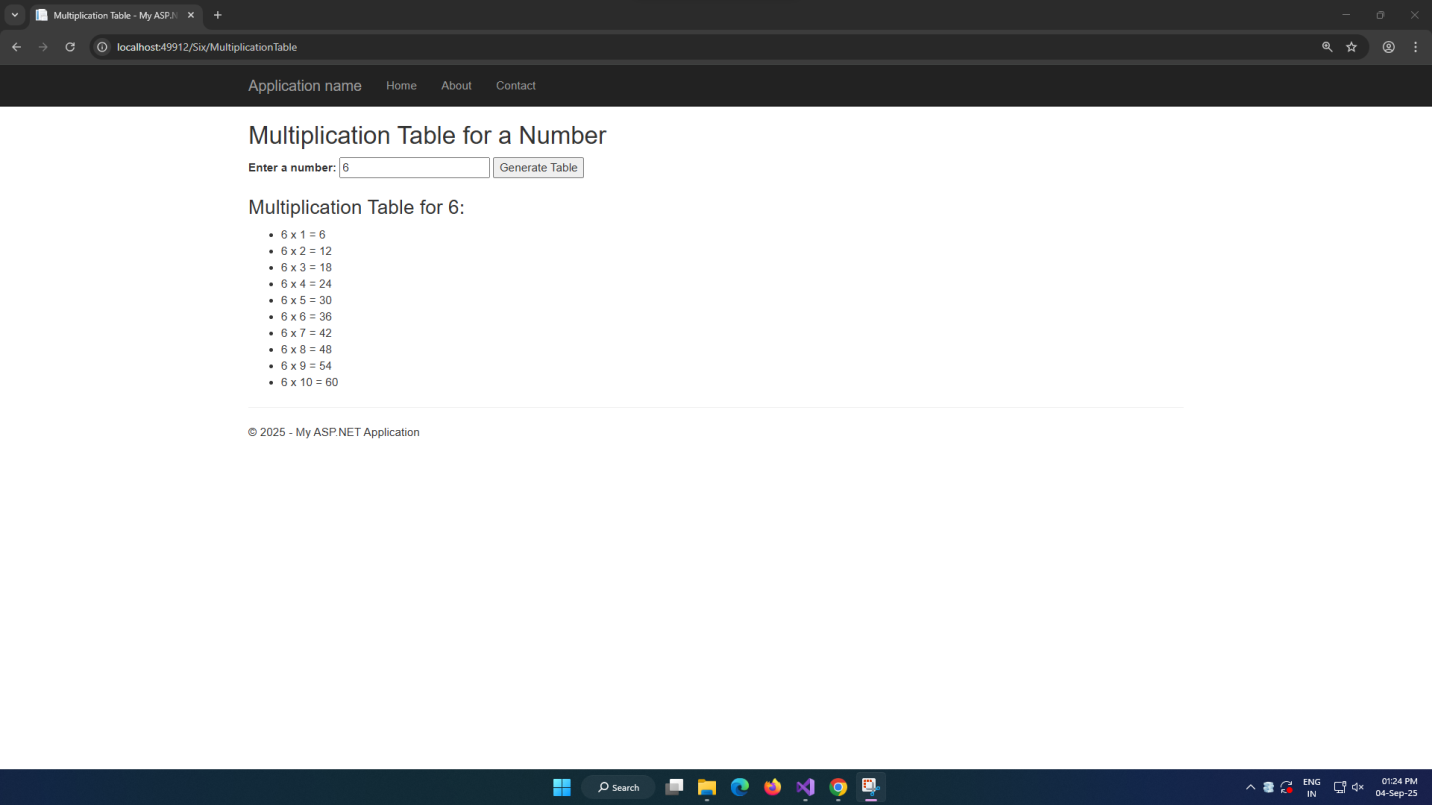 Multiplication Table - My ASP.N
localhost:49912/Six/MultiplicationTable
Application name Home About Contact
Multiplication Table for a Number
Enter a number: 6 Generate Table
Multiplication Table for 6:
6 x 1 = 6
6 x 2 = 12
6 x 3 = 18
6 x 4 = 24
6 x 5 = 30
6 x 6 = 36
6 x 7 = 42
6 x 8 = 48
6 x 9 = 54
6 x 10 = 60
© 2025 - My ASP.NET Application
Search
ENG
IN
01:24 PM
04-Sep-25